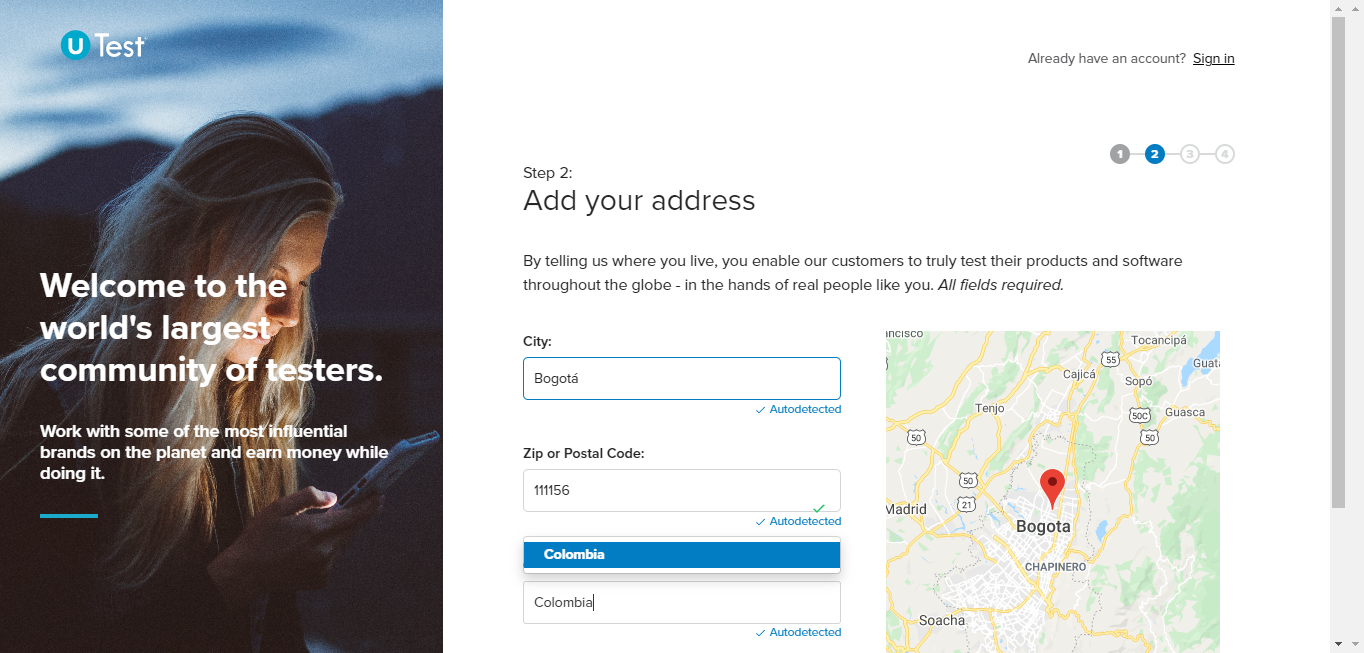 U Test
Already have an account? Sign in
1 2 3 4
Step 2:
Add your address
By telling us where you live, you enable our customers to truly test their products and software
throughout the globe - in the hands of real people like you. All fields required.
Welcome to the
world's largest
community of testers.
Work with some of the most influential
brands on the planet and earn money while
doing it.
City:
Bogotá
Autodetected
Zip or Postal Code:
111156
Autodetected
Colombia
Colombia
Autodetected
ncisco
Tocancipá
55
Guat
Cajicá
Sopó
Tenjo
50C
Guasca
50
50
50
21
Madrid
Bogota
CHAPINERO
Soacha